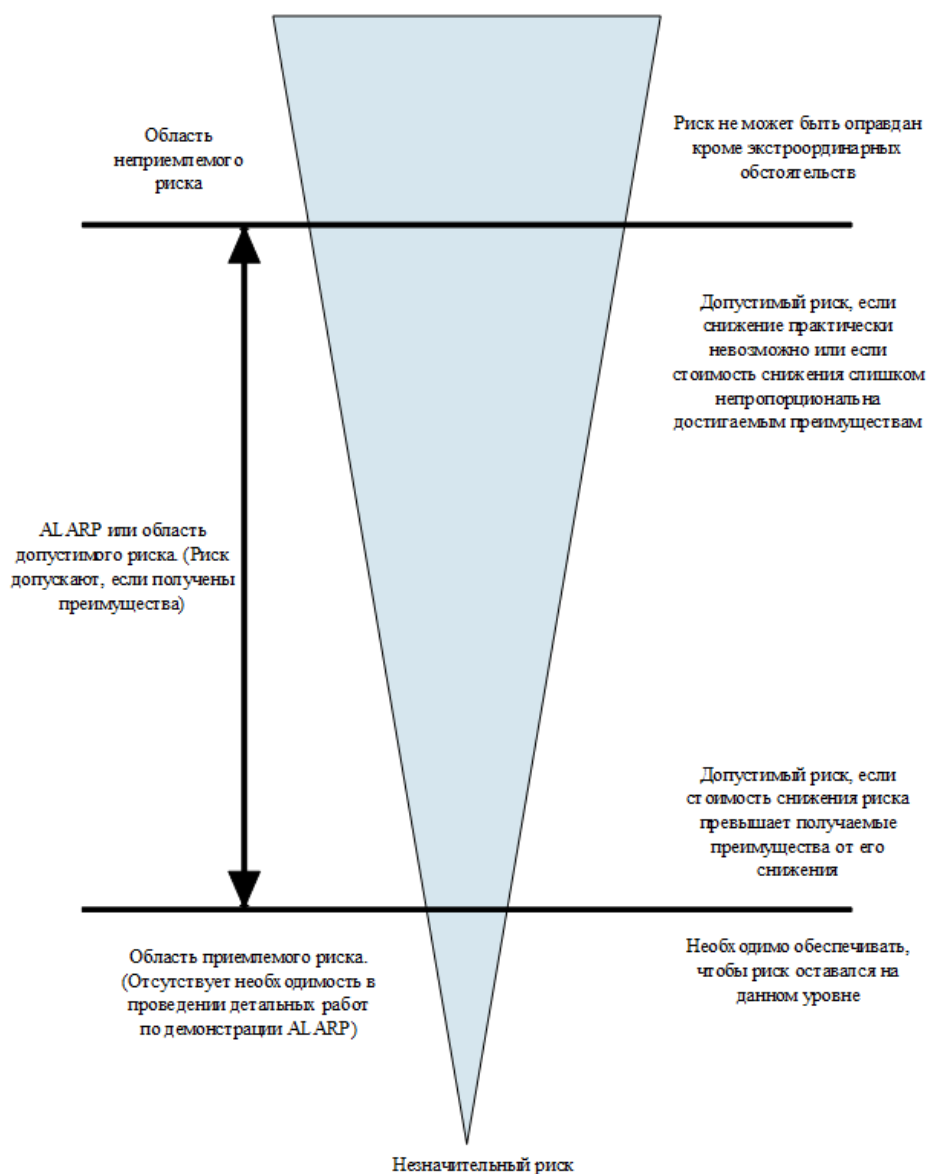 Область
неприемлемого
риска
Риск не может быть оправдан
кроме экстроординарных
обстоятельств
Допустимый риск, если
снижение практически
невозможно или если
стоимость снижения слишком
непропорциональна
достигаемым преимуществам
ALARP или область
допустимого риска. (Риск
допускают, если получены
преимущества)
Допустимый риск, если
стоимость снижения риска
превышает получаемые
преимущества от его
снижения
Область приемлемого риска.
(Отсутствует необходимость в
проведении детальных работ
по демонстрации ALARP)
Необходимо обеспечивать,
чтобы риск оставался на
данном уровне
Незначительный риск